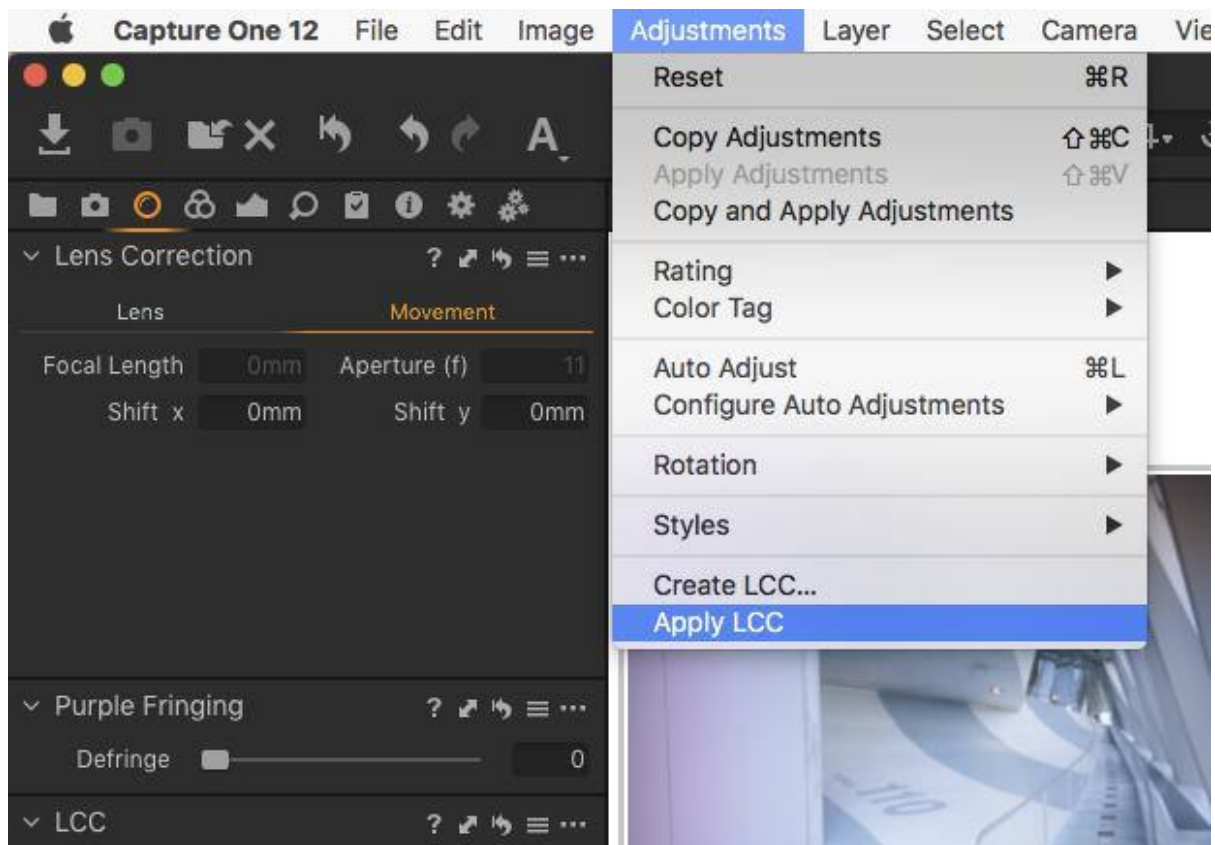 Capture One 12 File Edit Image Adjustments Layer Select Camera Vie
Reset ⌘R
Copy Adjustments ⇧⌘C
Apply Adjustments ⇧⌘V
Copy and Apply Adjustments
Rating
Color Tag
Auto Adjust ⌘L
Configure Auto Adjustments
Rotation
Styles
Create LCC...
Apply LCC
A
Lens Correction ?
Lens Movement
Focal Length 0mm Aperture (f) 11
Shift x 0mm Shift y 0mm
Purple Fringing ?
Defringe 0
LCC ?
110